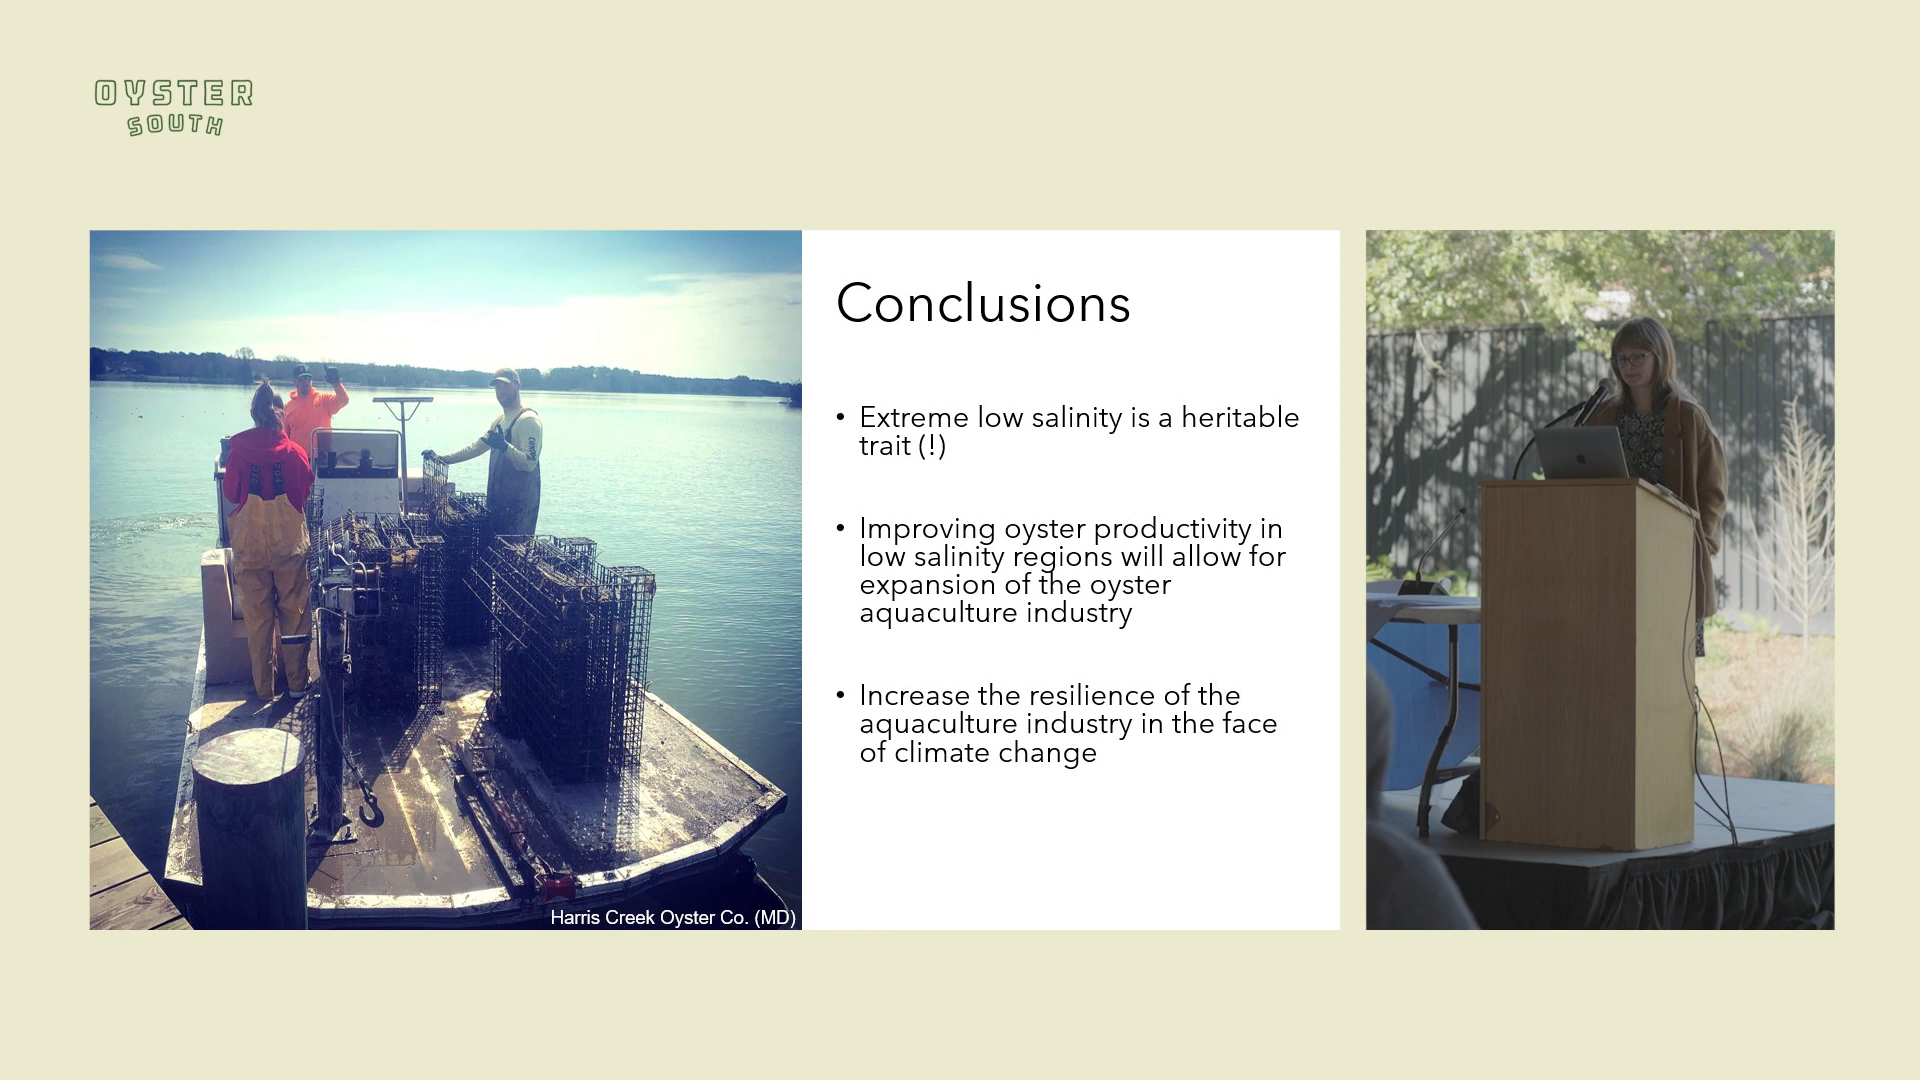 OYSTER
SOUTH
Conclusions
• Extreme low salinity is a heritable
trait (!)
• Improving oyster productivity in
low salinity regions will allow for
expansion of the oyster
aquaculture industry
• Increase the resilience of the
aquaculture industry in the face
of climate change
Harris Creek Oyster Co. (MD)